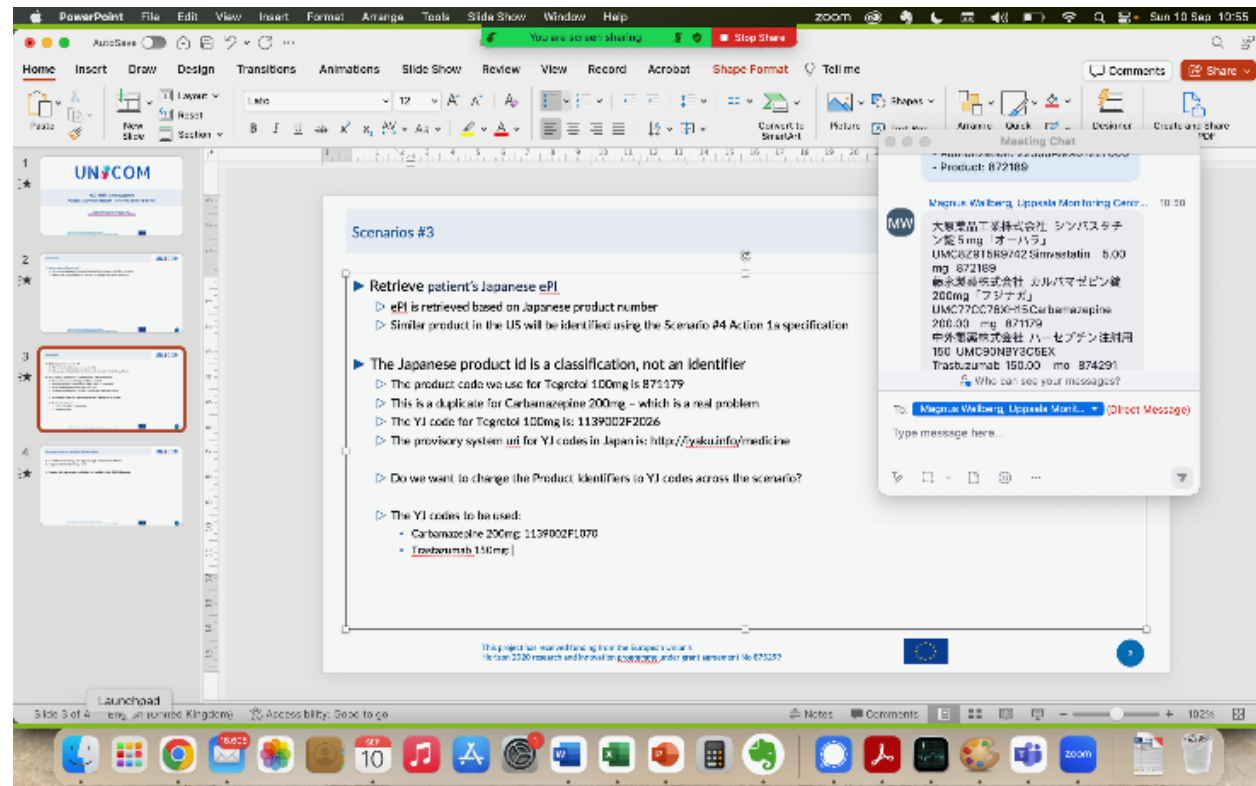 PowerPoint File Edit View Insert Format Arrange Tools Slide Show Window Help
zoom
Sun 10 Sep 10:55
AutoSave
You are screen sharing
Stop Share
Home Insert Draw Design Transitions Animations Slide Show Review View Record Acrobat Shape Format Tell me
Comments
Share
Paste
New
Slide
Layout
Reset
Section
Lato
12
Convert to
SmartArt
Picture
Shapes
Arrange
Quick
Designer
Create and Share
PDF
1
UNICOM
2
3
4
Scenarios #3
Retrieve patient's Japanese ePI
ePI is retrieved based on Japanese product number
Similar product in the US will be identified using the Scenario #4 Action 1a specification
The Japanese product id is a classification, not an identifier
The product code we use for Tegretol 100mg is 871179
This is a duplicate for Carbamazepine 200mg – which is a real problem
The YJ code for Tegretol 100mg is: 1139002F2026
The provisory system uri for YJ codes in Japan is: http://iyaku.info/medicine
Do we want to change the Product Identifiers to YJ codes across the scenario?
The YJ codes to be used:
Carbamazepine 200mg: 1139002F1070
Trastazumab 150mg:
This project has received funding from the European Union's
Horizon 2020 research and innovation programme under grant agreement No 875299
Meeting Chat
- Product: 872189
Magnus Wallberg, Uppsala Monitoring Centr... 10:50
MW
大原薬品工業株式会社 シンバスタチ
ン錠5mg「オーハラ」
Simvastatin 5.00
mg 872189
藤永製薬株式会社 カルバマゼピン錠
200mg「フジナガ」
UMC77CC78XH15Carbamazepine
200.00 mg 871179
中外製薬株式会社 ハーセプチン注射用
150 UMC90NBY3C5EX
Trastuzumab 150.00 mg 874291
Who can see your messages?
To: Magnus Wallberg, Uppsala Monit... (Direct Message)
Type message here...
Launchpad
Slide 3 of 4
English (United Kingdom)
Accessibility: Good to go
Notes
Comments
102%
SEP
10
zoom